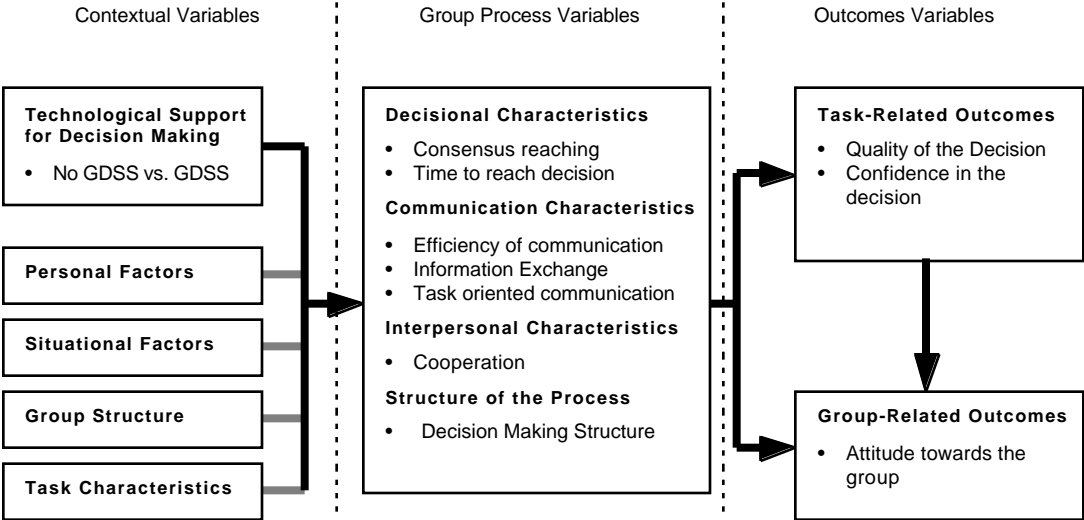 Contextual Variables
Group Process Variables
Outcomes Variables
Technological Support
for Decision Making
• No GDSS vs. GDSS
Personal Factors
Situational Factors
Group Structure
Task Characteristics
Decisional Characteristics
• Consensus reaching
• Time to reach decision
Communication Characteristics
• Efficiency of communication
• Information Exchange
• Task oriented communication
Interpersonal Characteristics
• Cooperation
Structure of the Process
• Decision Making Structure
Task-Related Outcomes
• Quality of the Decision
• Confidence in the
decision
Group-Related Outcomes
• Attitude towards the
group